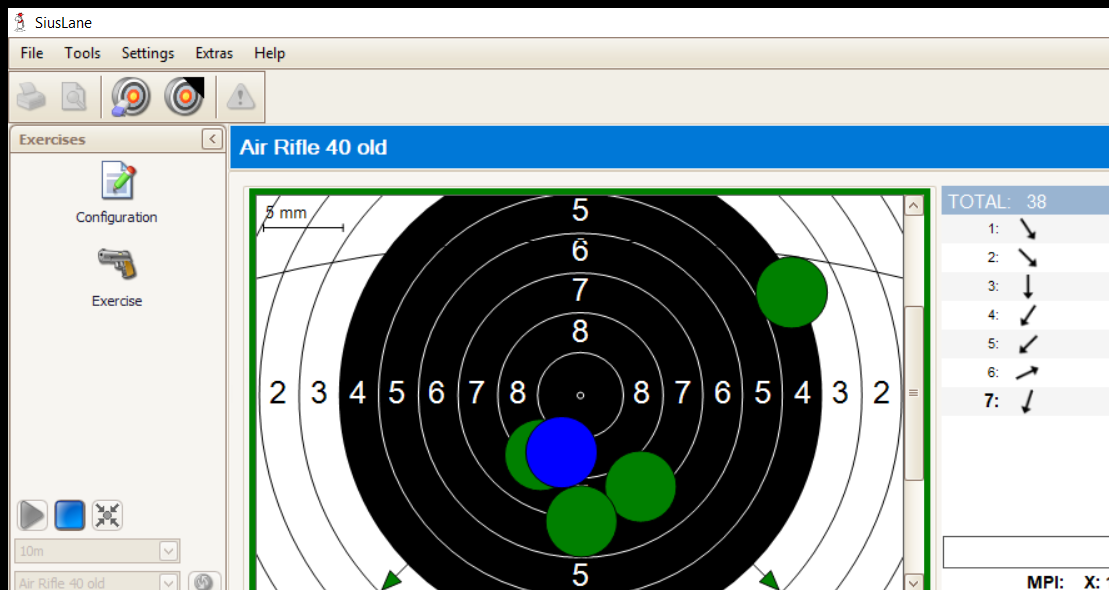 SiusLane
File Tools Settings Extras Help
Exercises
Air Rifle 40 old
Configuration
Exercise
10m
Air Rifle 40 old
5 mm
5
6
7
8
2 3 4 5 6 7 8 8 7 6 5 4 3 2
5
TOTAL: 38
1:
2:
3:
4:
5:
6:
7:
MPI: X: 1